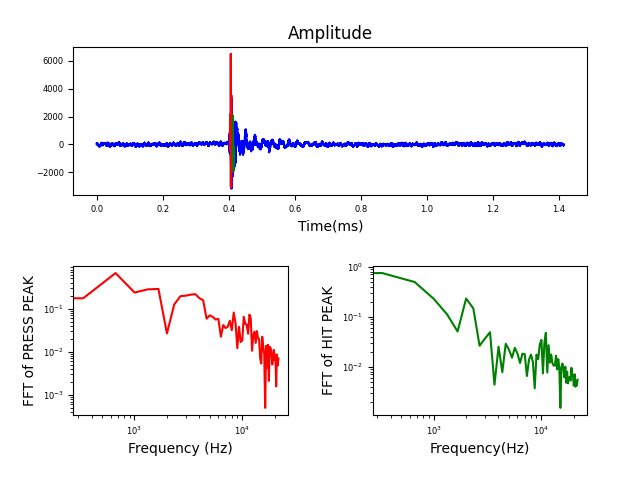 Amplitude
6000
4000
2000
0
−2000
0.0 0.2 0.4 0.6 0.8 1.0 1.2 1.4
Time(ms)
FFT of PRESS PEAK
10⁻¹
10⁻²
10⁻³
10³ 10⁴
Frequency (Hz)
FFT of HIT PEAK
10⁰
10⁻¹
10⁻²
10³ 10⁴
Frequency(Hz)